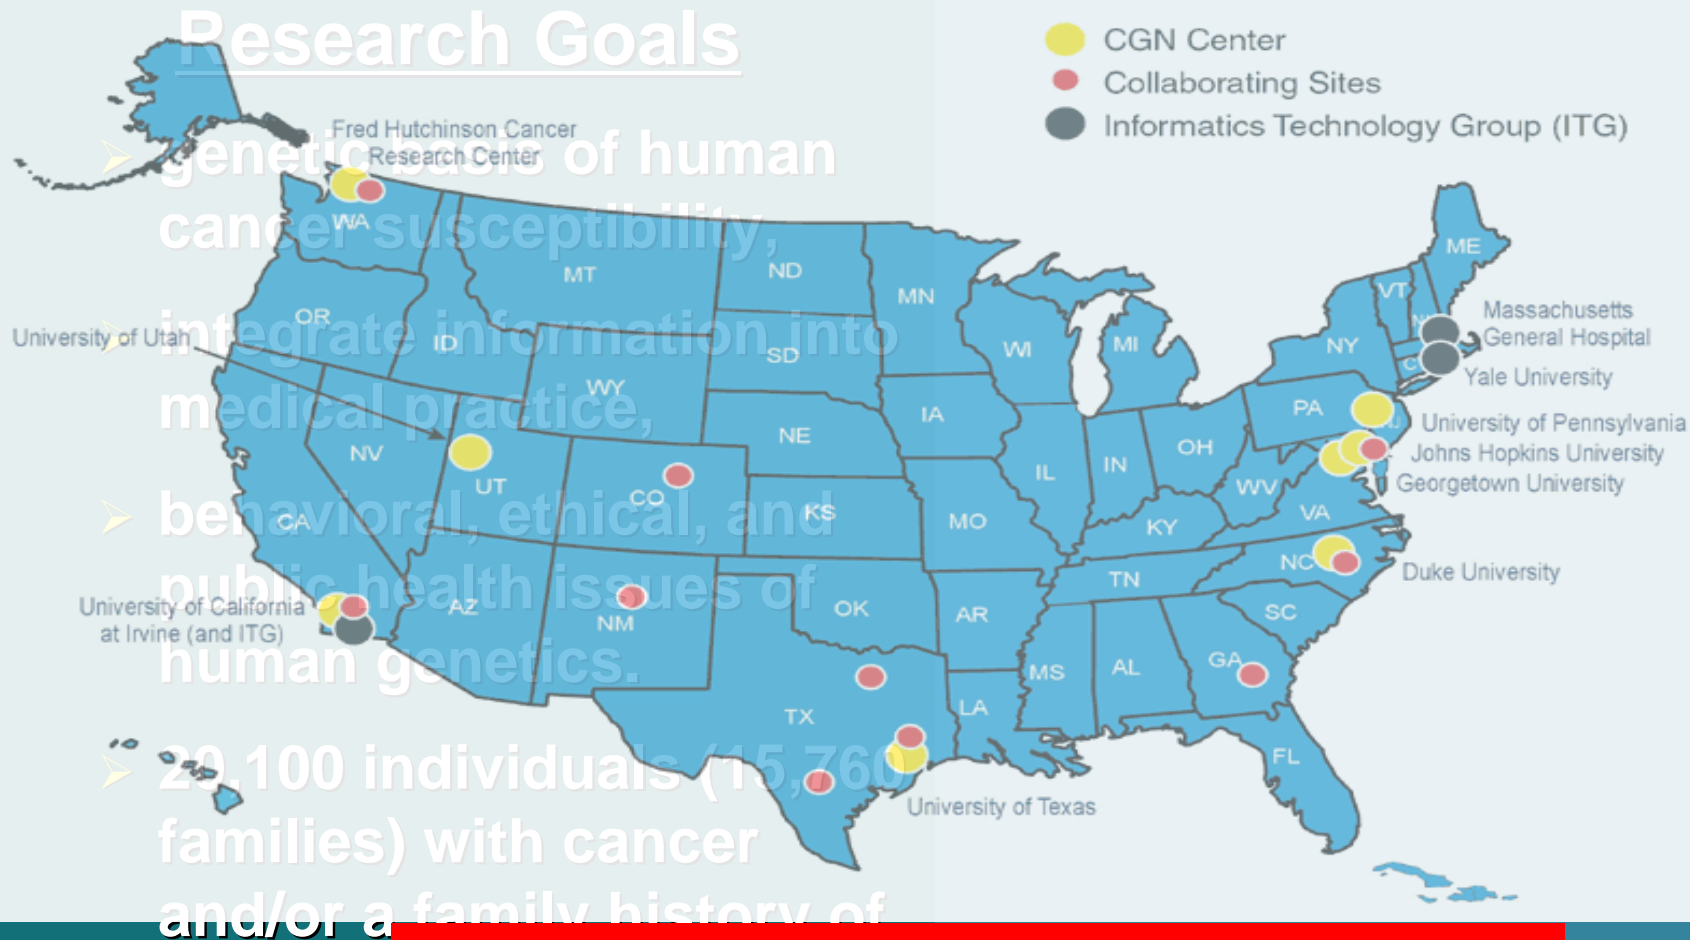 Research Goals
genetic basis of human
cancer susceptibility,
integrate information into
medical practice,
behavioral, ethical, and
public health issues of
human genetics.
20,100 individuals (15,760
families) with cancer
and/or a family history of
CGN Center
Collaborating Sites
Informatics Technology Group (ITG)
Fred Hutchinson Cancer
Research Center
University of Utah
University of California
at Irvine (and ITG)
University of Texas
Massachusetts
General Hospital
Yale University
University of Pennsylvania
Johns Hopkins University
Georgetown University
Duke University
WA
MT
ND
MN
ME
VT
OR
ID
SD
WI
MI
NY
WY
IA
PA
NJ
NE
OH
NV
UT
CO
IL
IN
WV
CA
KS
MO
KY
VA
NC
TN
AZ
NM
OK
AR
SC
MS
AL
GA
TX
LA
FL